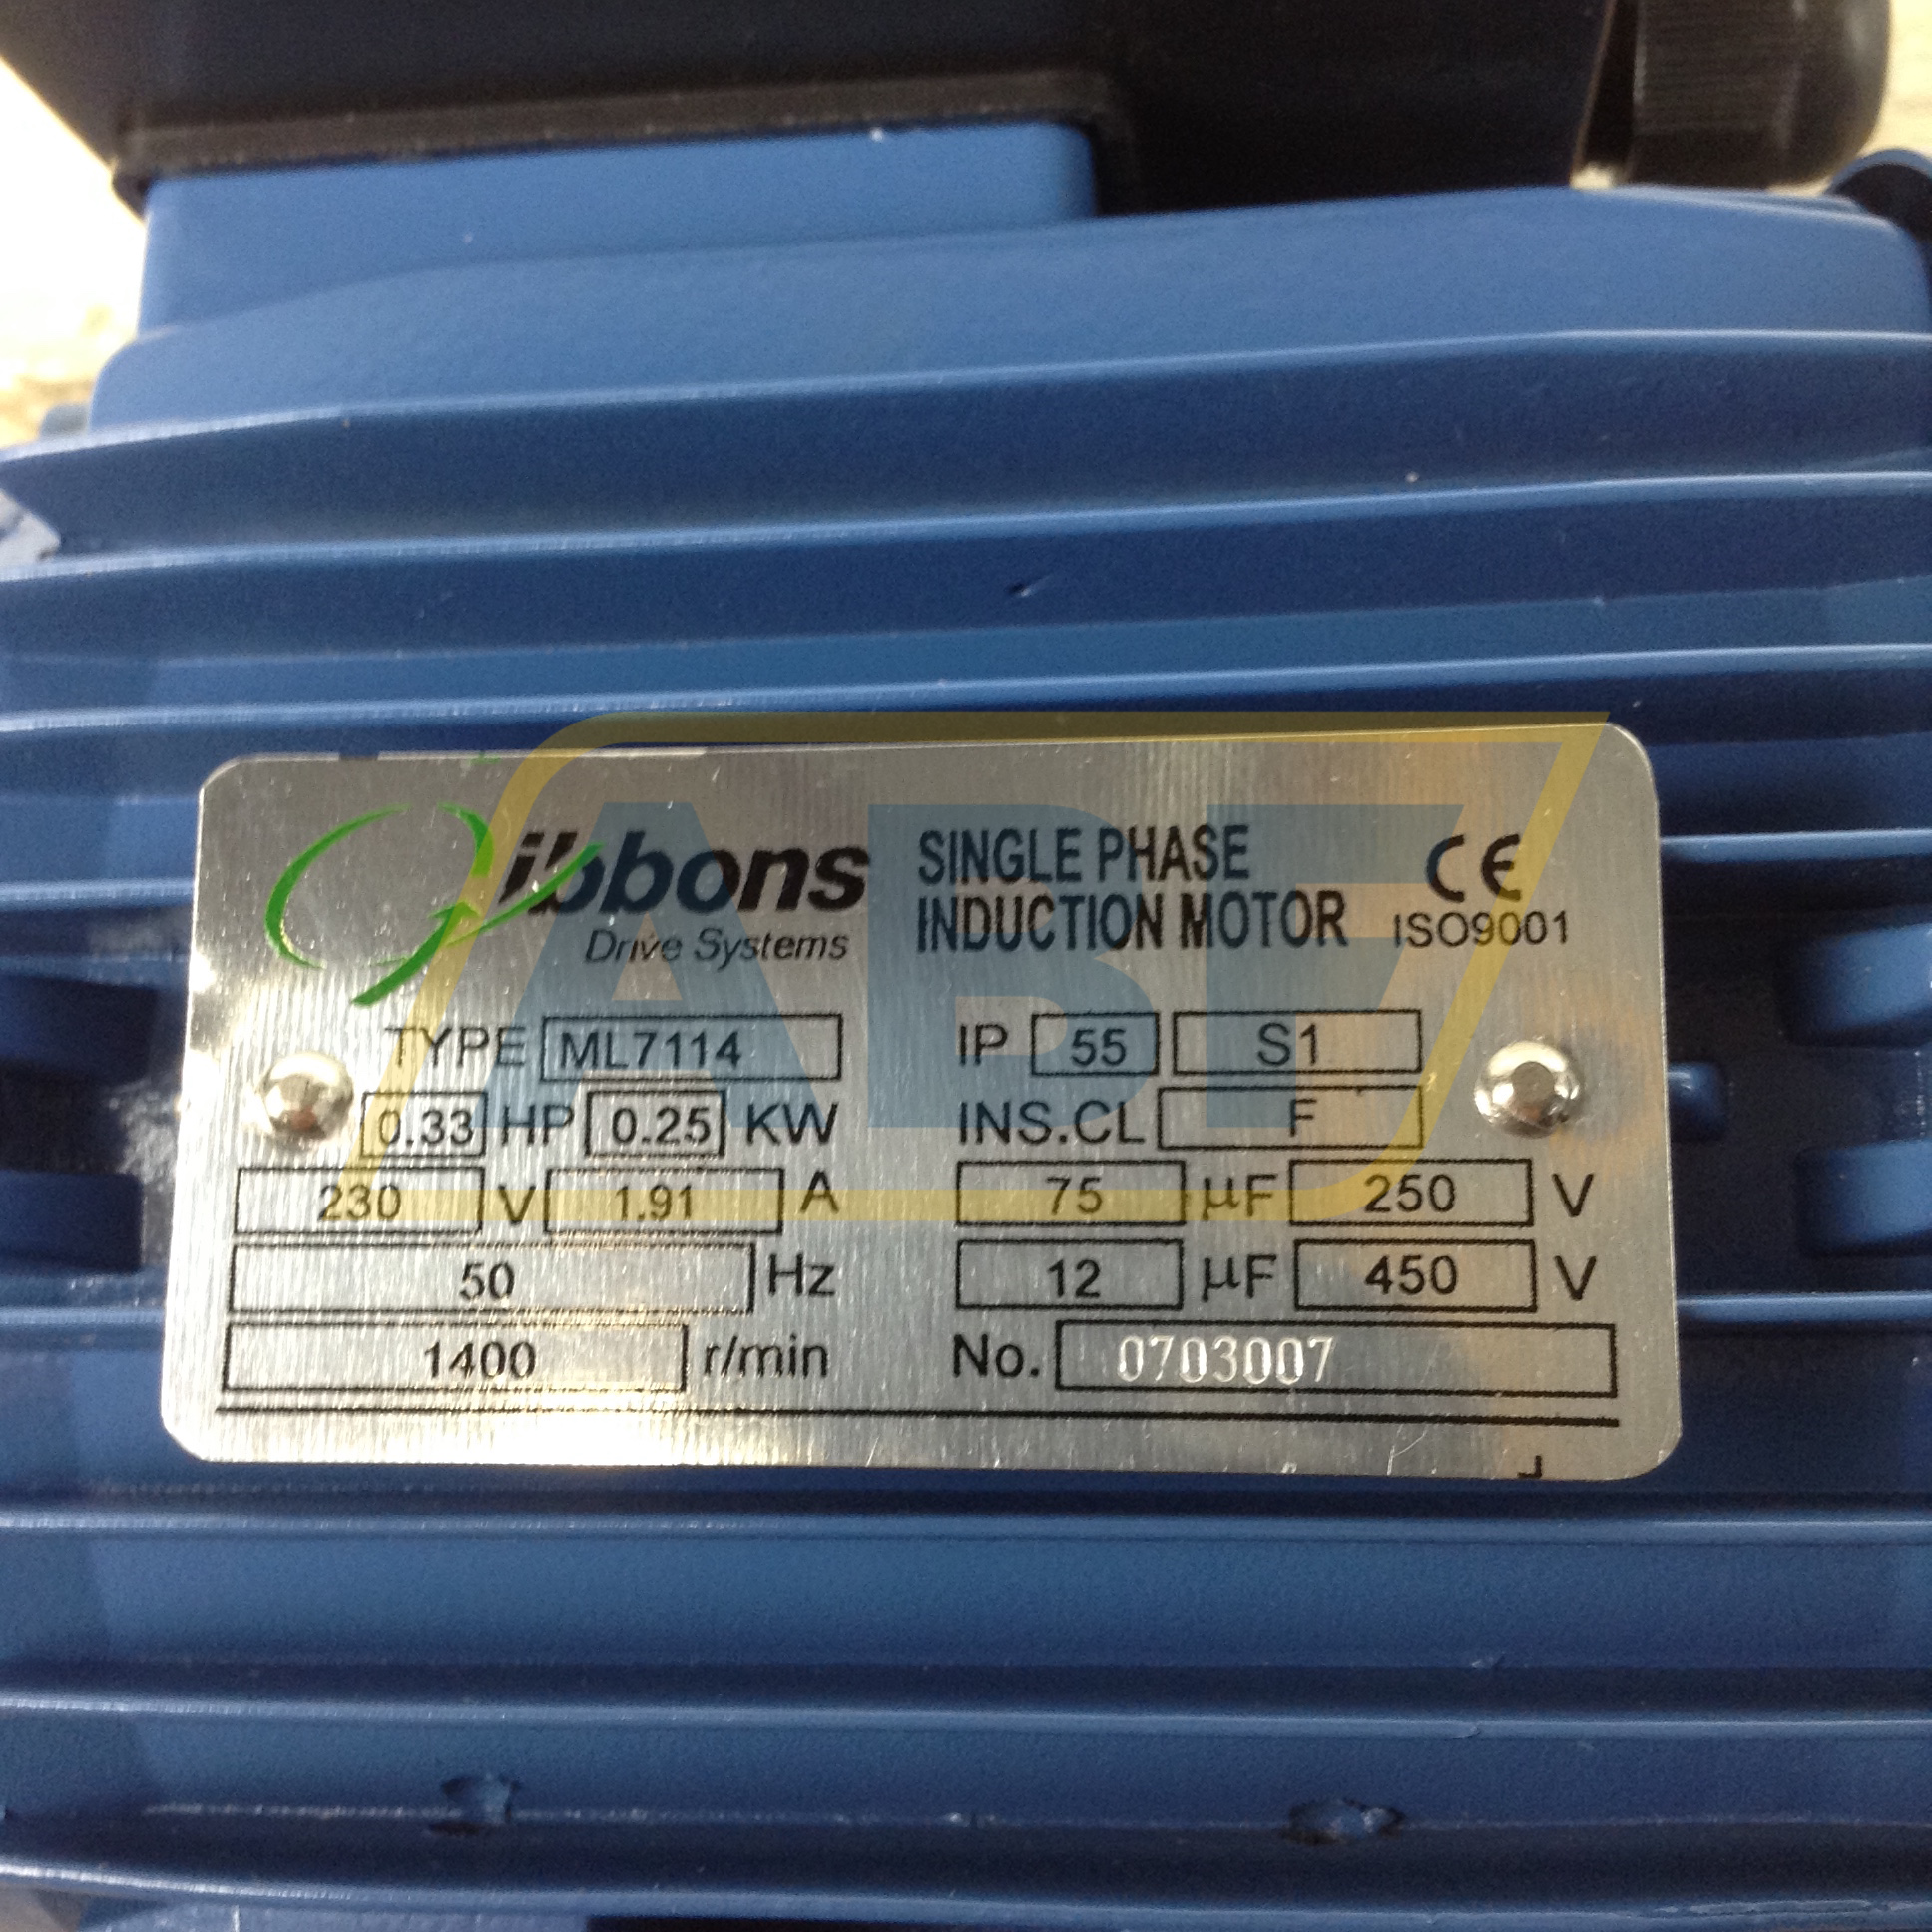 Gibbons
Drive Systems
SINGLE PHASE
INDUCTION MOTOR
CE
ISO9001
TYPE ML7114
0.33 HP 0.25 KW
230 V 1.91 A
50 Hz
1400 r/min
IP 55 S1
INS.CL F
75 µF 250 V
12 µF 450 V
No. 0703007
ABF